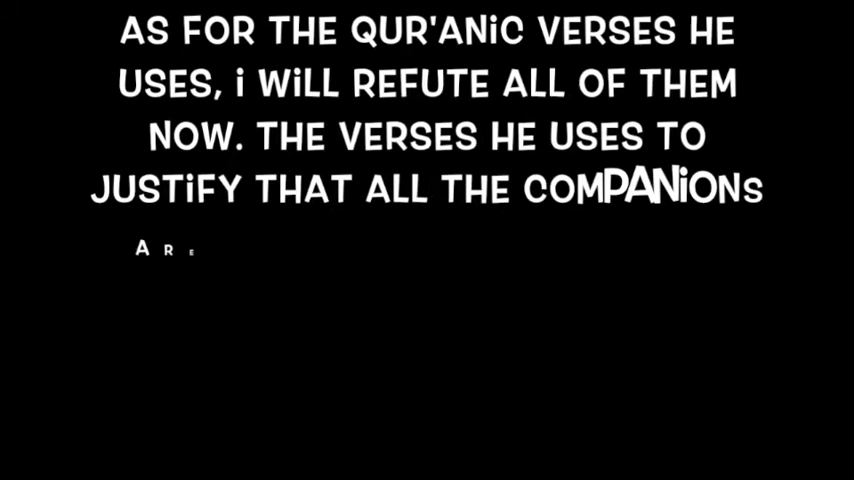 AS FOR THE QUR'ANiC VERSES HE
USES, i WiLL REFUTE ALL OF THEM
NOW. THE VERSES HE USES TO
JUSTiFY THAT ALL THE COMPANiONS
ARE